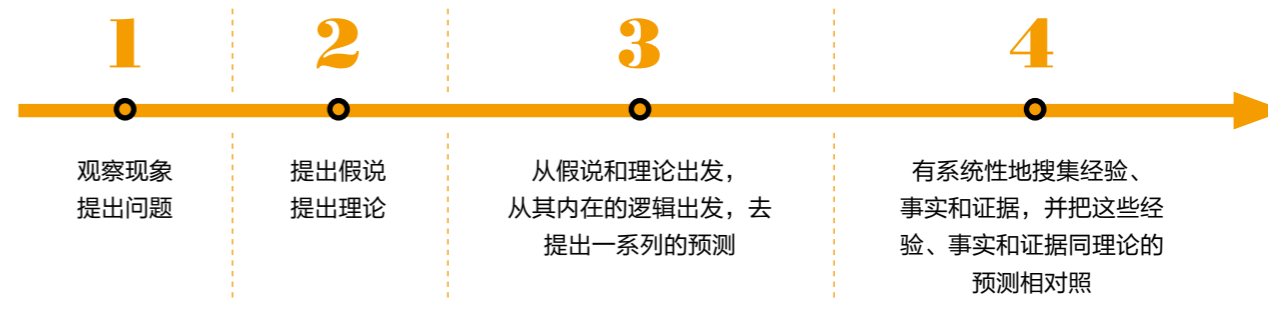 1
2
3
4
观察现象
提出问题
提出假说
提出理论
从假说和理论出发，
从其内在的逻辑出发，去
提出一系列的预测
有系统性地搜集经验、
事实和证据，并把这些经
验、事实和证据同理论的
预测相对照